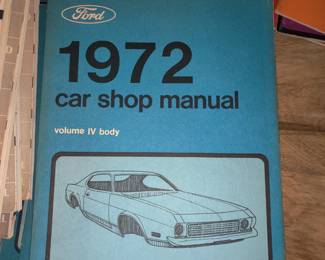 Ford
1972
car shop manual
volume IV body